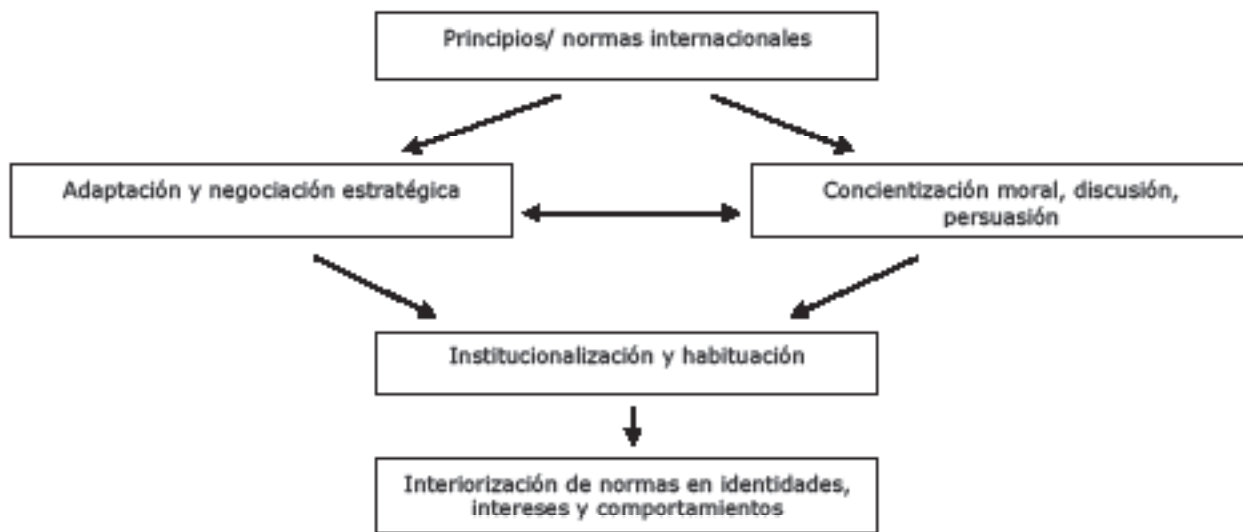 Principios/ normas internacionales
Adaptación y negociación estratégica
Concientización moral, discusión,
persuasión
Institucionalización y habituación
Interiorización de normas en identidades,
intereses y comportamientos